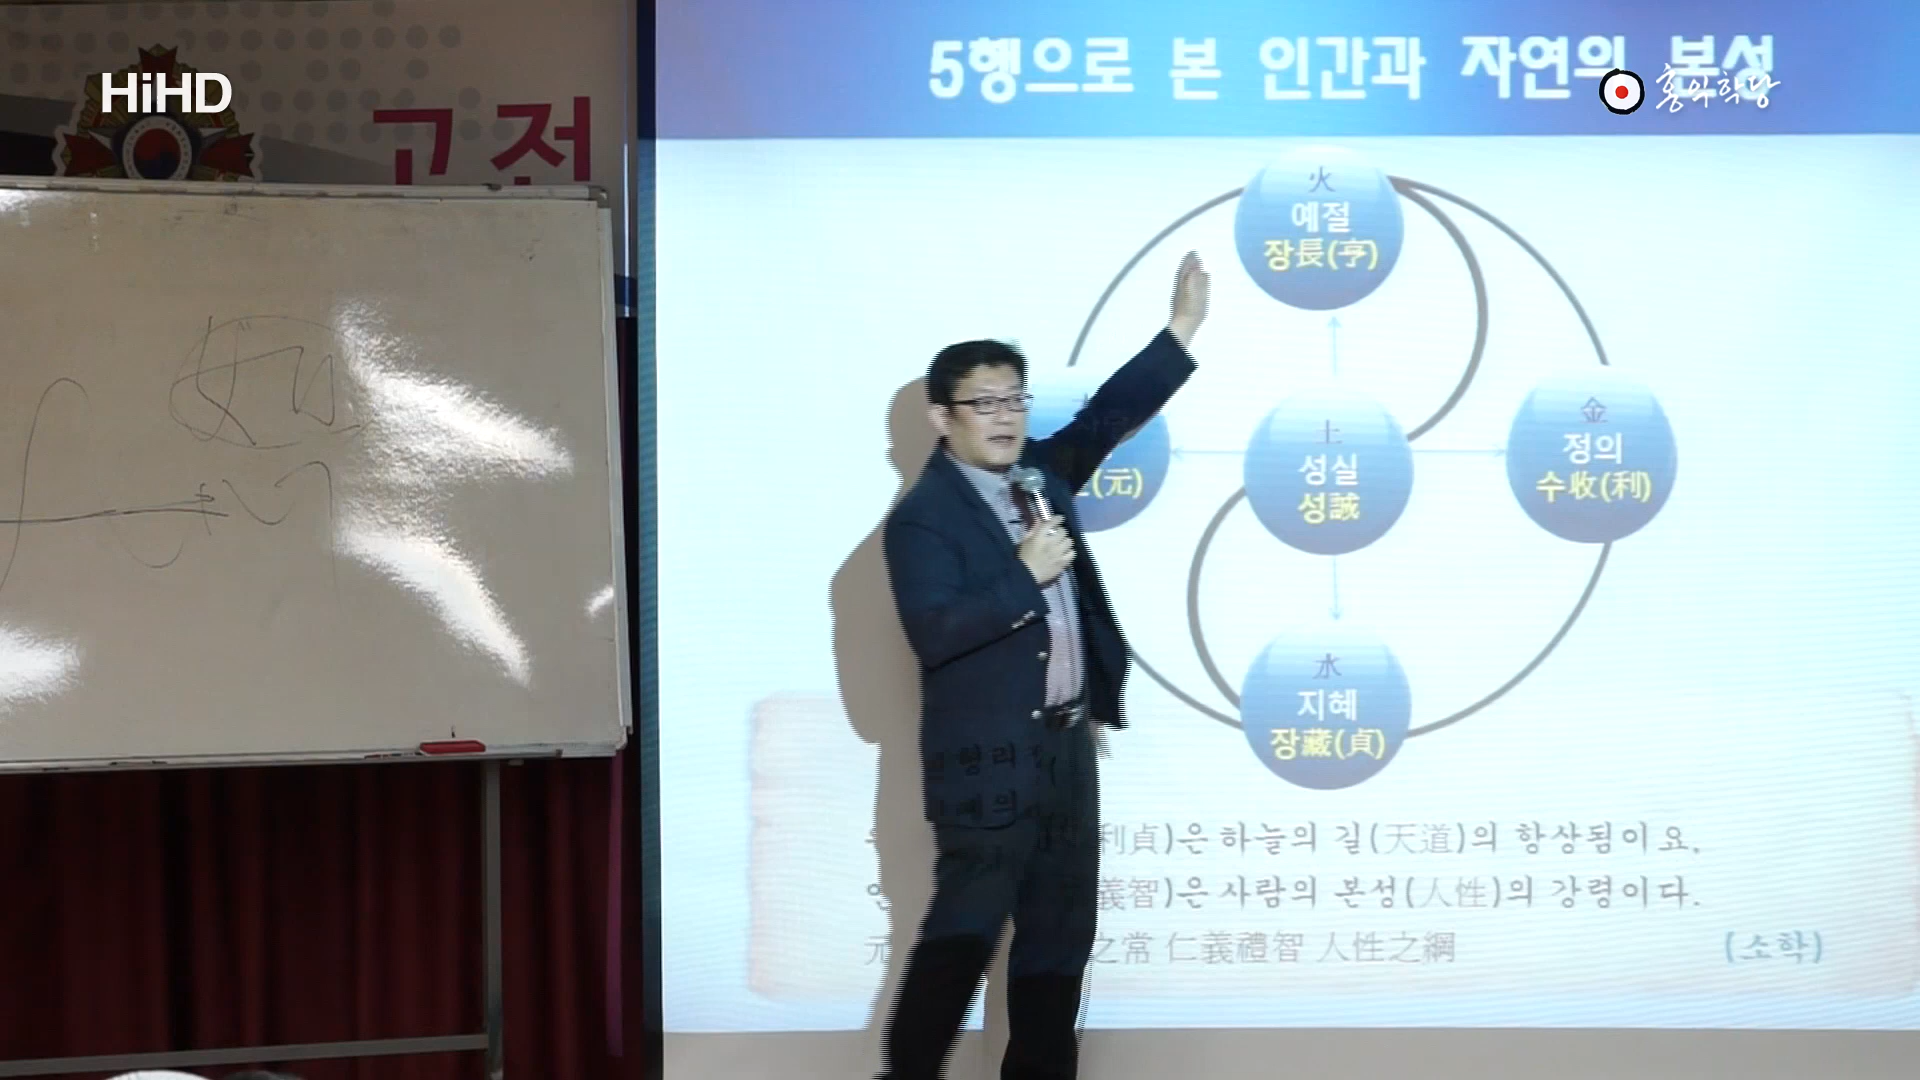 HiHD
고전
5행으로 본 인간과 자연의 본성
홍익학당
火
예절
장長(亨)
(元)
土
성실
성誠
金
정의
수收(利)
水
지혜
장藏(貞)
利貞)은 하늘의 길(天道)의 항상됨이요.
義智)은 사람의 본성(人性)의 강령이다.
元 之常 仁義禮智 人性之綱
(소학)